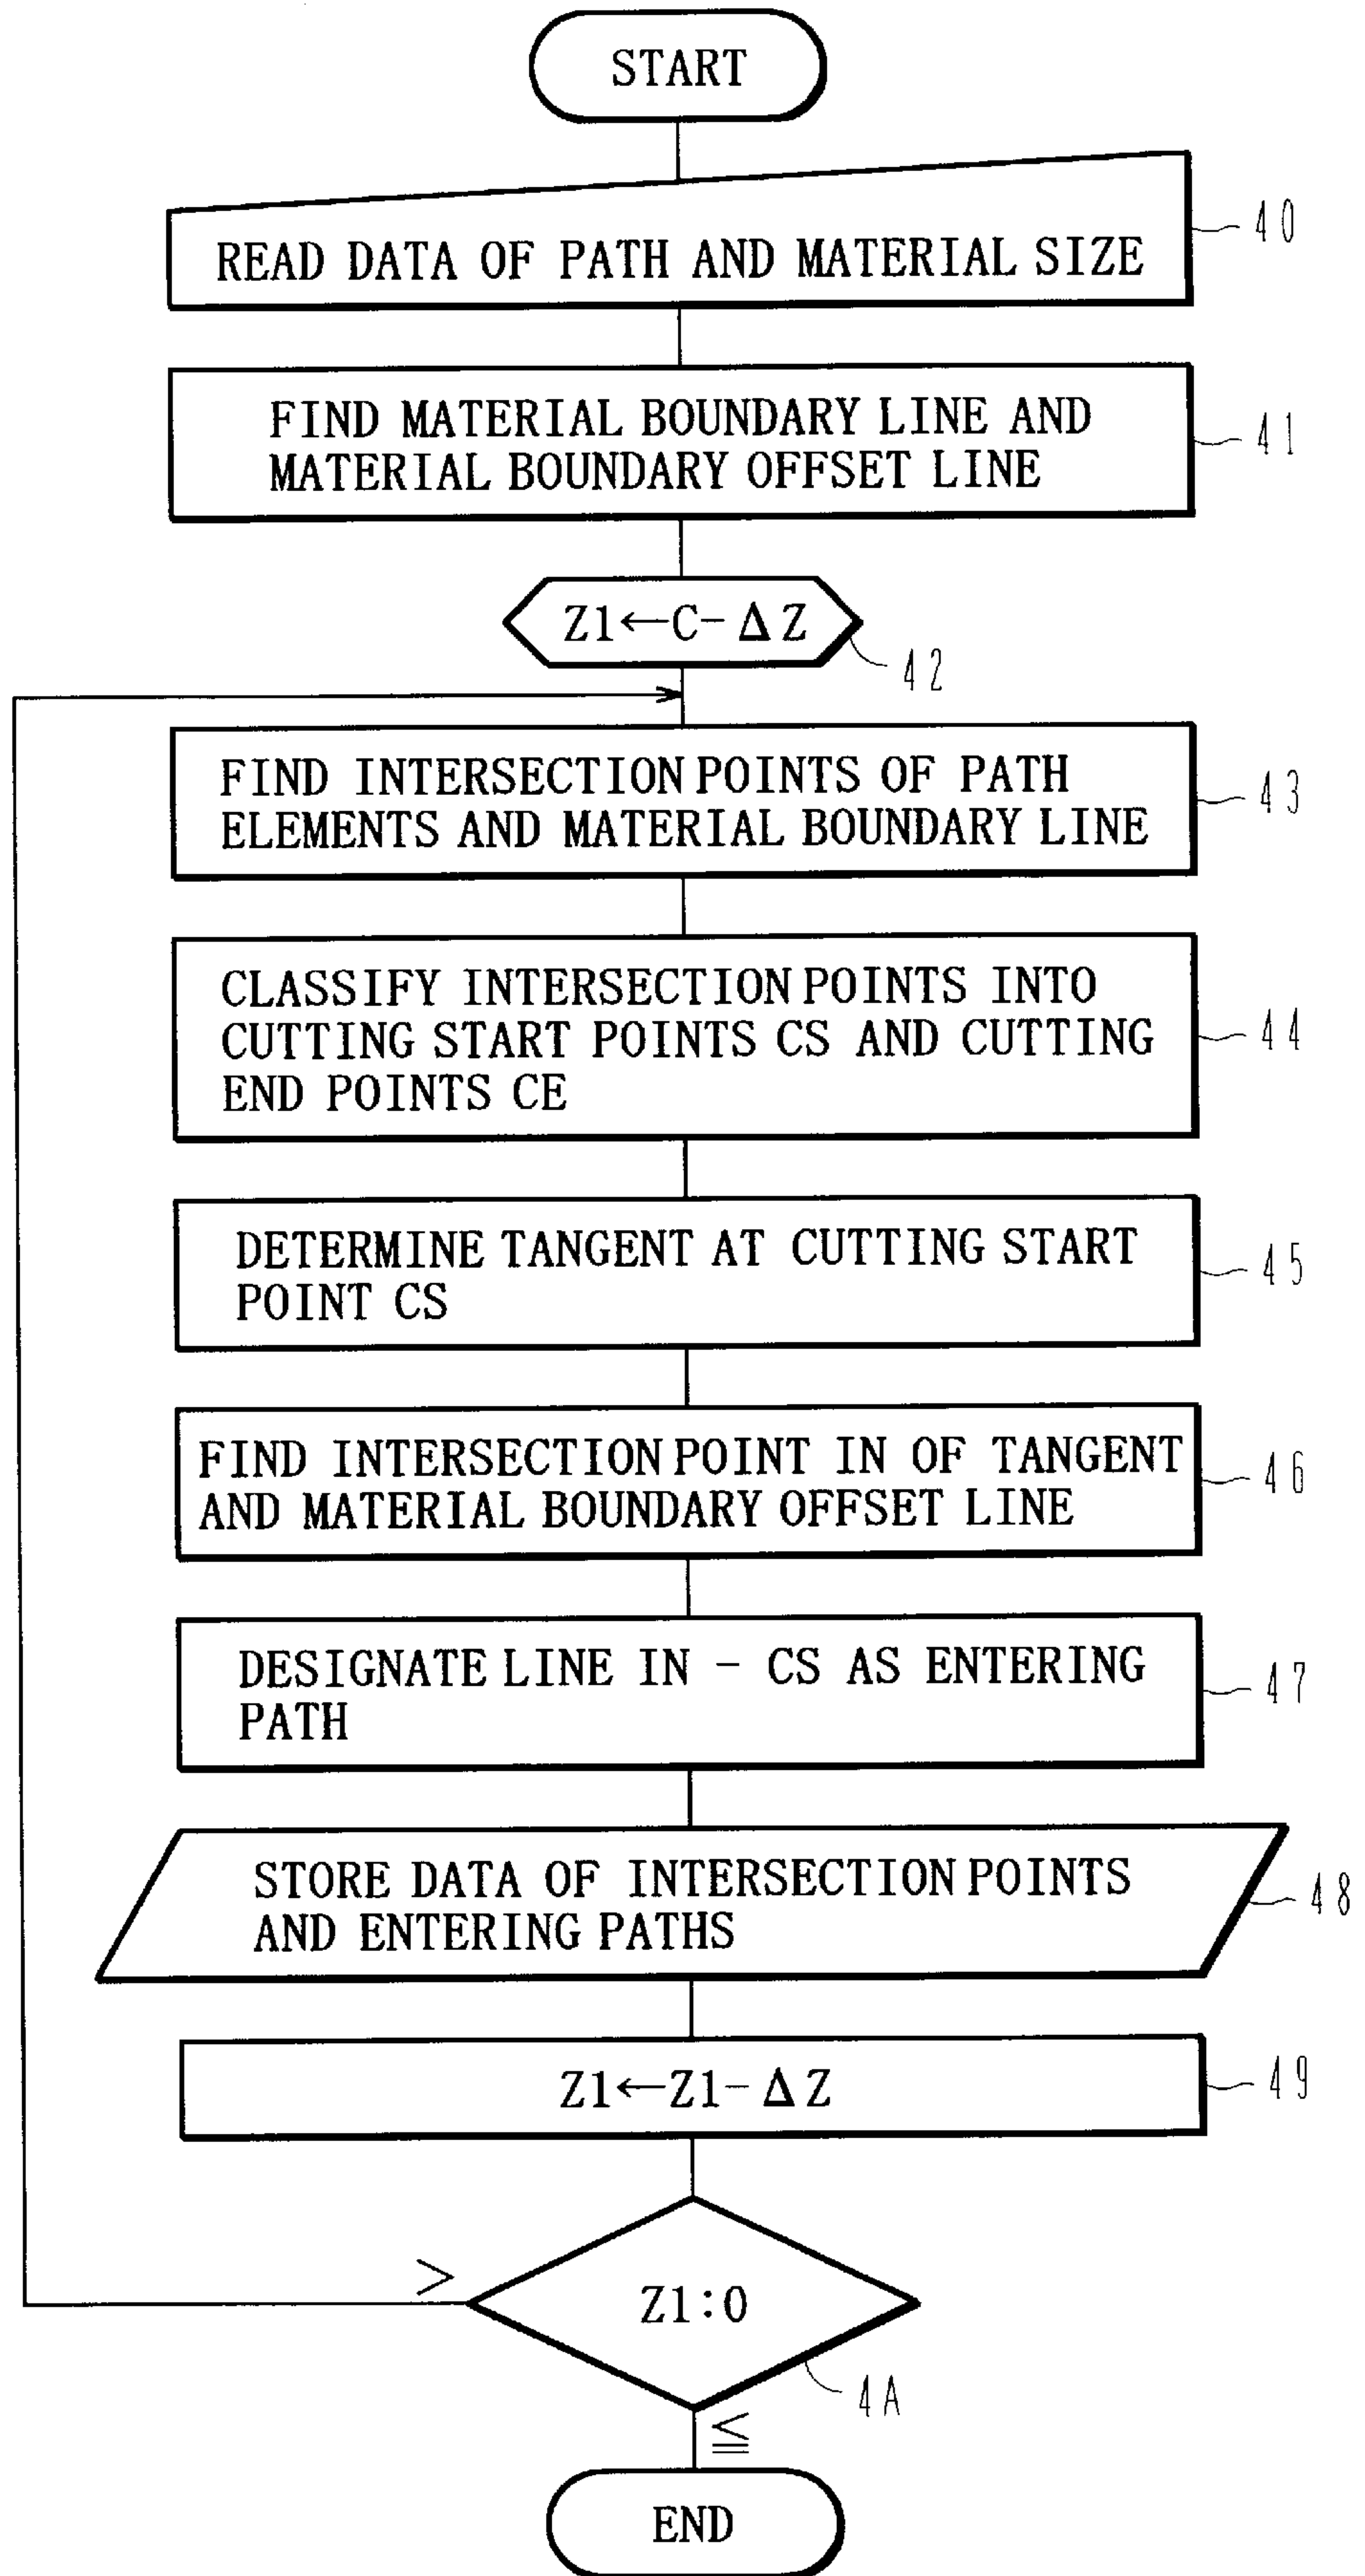 START
READ DATA OF PATH AND MATERIAL SIZE
40
FIND MATERIAL BOUNDARY LINE AND
MATERIAL BOUNDARY OFFSET LINE
41
Z1←C-ΔZ
42
FIND INTERSECTION POINTS OF PATH
ELEMENTS AND MATERIAL BOUNDARY LINE
43
CLASSIFY INTERSECTION POINTS INTO
CUTTING START POINTS CS AND CUTTING
END POINTS CE
44
DETERMINE TANGENT AT CUTTING START
POINT CS
45
FIND INTERSECTION POINT IN OF TANGENT
AND MATERIAL BOUNDARY OFFSET LINE
46
DESIGNATE LINE IN - CS AS ENTERING
PATH
47
STORE DATA OF INTERSECTION POINTS
AND ENTERING PATHS
48
Z1←Z1-ΔZ
49
>
Z1:0
4A
≦
END